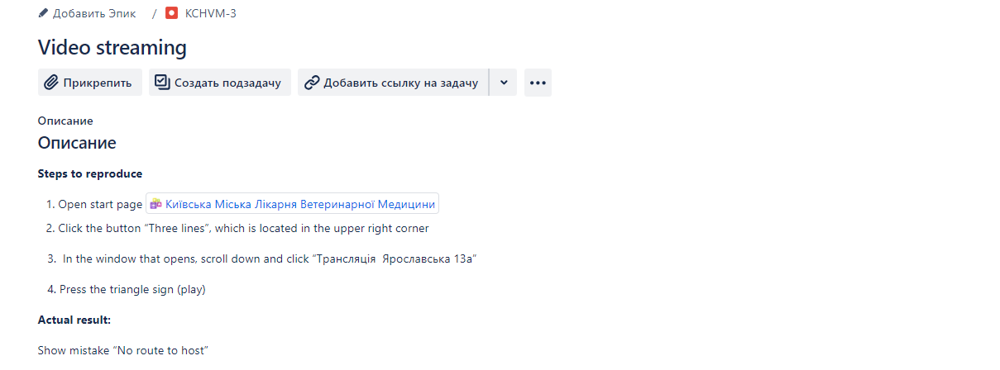 Добавить Эпик / KCHVM-3
Video streaming
Прикрепить Создать подзадачу Добавить ссылку на задачу
Описание
Описание
Steps to reproduce
1. Open start page Київська Міська Лікарня Ветеринарної Медицини
2. Click the button “Three lines”, which is located in the upper right corner
3. In the window that opens, scroll down and click “Трансляція Ярославська 13а”
4. Press the triangle sign (play)
Actual result:
Show mistake “No route to host”